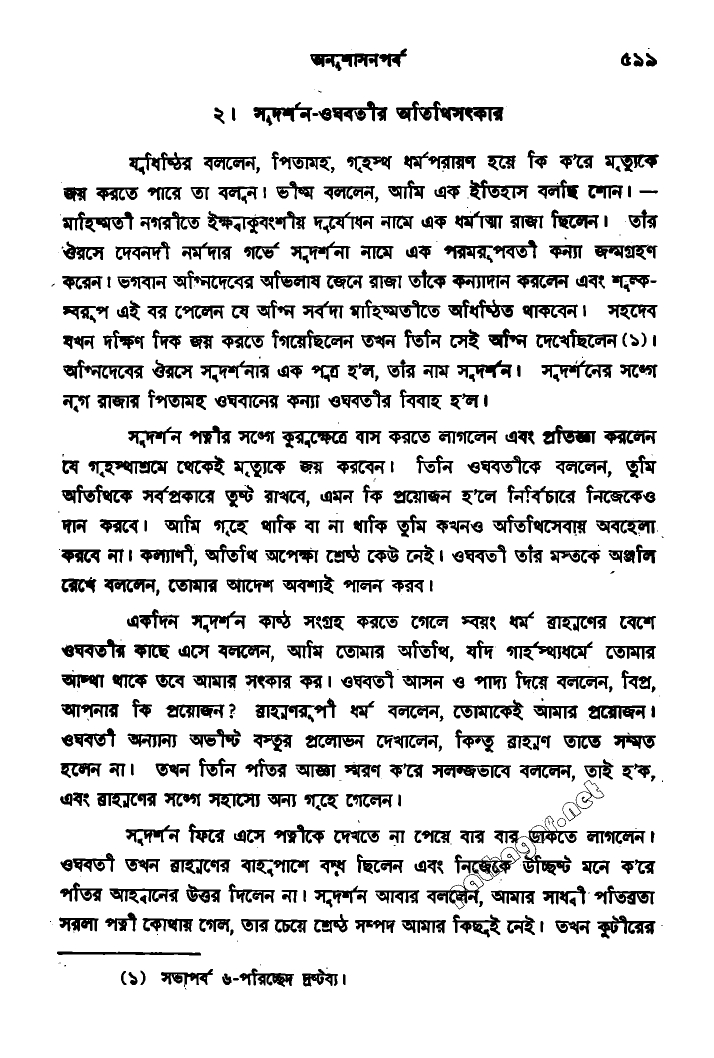 অনুশাসনপর্ব ৫৯৯
২। সুদর্শন-ওঘবতীর অতিথিসৎকার
যুধিষ্ঠির বললেন, পিতামহ, গৃহস্থ ধর্মপরায়ণ হয়ে কি ক'রে মৃত্যুকে
জয় করতে পারে তা বলুন। ভীষ্ম বললেন, আমি এক ইতিহাস বলছি শোন। —
মাহিষ্মতী নগরীতে ইক্ষ্বাকুবংশীয় দুর্যোধন নামে এক ধর্মাত্মা রাজা ছিলেন। তাঁর
ঔরসে দেবনদী নর্মদার গর্ভে সুদর্শনা নামে এক পরমরূপবতী কন্যা জন্মগ্রহণ
করেন। ভগবান অগ্নিদেবের অভিলাষ জেনে রাজা তাঁকে কন্যাদান করলেন এবং শুল্ক-
স্বরূপ এই বর পেলেন যে অগ্নি সর্বদা মাহিষ্মতীতে অধিষ্ঠিত থাকবেন। সহদেব
যখন দক্ষিণ দিক জয় করতে গিয়েছিলেন তখন তিনি সেই অগ্নি দেখেছিলেন (১)।
অগ্নিদেবের ঔরসে সুদর্শনার এক পুত্র হ'ল, তাঁর নাম সুদর্শন। সুদর্শনের সঙ্গে
নৃগ রাজার পিতামহ ওঘবানের কন্যা ওঘবতীর বিবাহ হ'ল।
সুদর্শন পত্নীর সঙ্গে কুরুক্ষেত্রে বাস করতে লাগলেন এবং প্রতিজ্ঞা করলেন
যে গৃহস্থাশ্রমে থেকেই মৃত্যুকে জয় করবেন। তিনি ওঘবতীকে বললেন, তুমি
অতিথিকে সর্বপ্রকারে তুষ্ট রাখবে, এমন কি প্রয়োজন হ'লে নির্বিচারে নিজেকেও
দান করবে। আমি গৃহে থাকি বা না থাকি তুমি কখনও অতিথিসেবায় অবহেলা
করবে না। কল্যাণী, অতিথি অপেক্ষা শ্রেষ্ঠ কেউ নেই। ওঘবতী তাঁর মস্তকে অঞ্জলি
রেখে বললেন, তোমার আদেশ অবশ্যই পালন করব।
একদিন সুদর্শন কাষ্ঠ সংগ্রহ করতে গেলে স্বয়ং ধর্ম ব্রাহ্মণের বেশে
ওঘবতীর কাছে এসে বললেন, আমি তোমার অতিথি, যদি গার্হস্থ্যধর্মে তোমার
আস্থা থাকে তবে আমার সৎকার কর। ওঘবতী আসন ও পাদ্য দিয়ে বললেন, বিপ্র,
আপনার কি প্রয়োজন? ব্রাহ্মণরূপী ধর্ম বললেন, তোমাকেই আমার প্রয়োজন।
ওঘবতী অন্যান্য অভীষ্ট বস্তুর প্রলোভন দেখালেন, কিন্তু ব্রাহ্মণ তাতে সম্মত
হলেন না। তখন তিনি পতির আজ্ঞা স্মরণ ক'রে সলজ্জভাবে বললেন, তাই হ'ক,
এবং ব্রাহ্মণের সঙ্গে সহাস্যে অন্য গৃহে গেলেন।
সুদর্শন ফিরে এসে পত্নীকে দেখতে না পেয়ে বার বার ডাকতে লাগলেন।
ওঘবতী তখন ব্রাহ্মণের বাহুপাশে বদ্ধ ছিলেন এবং নিজেকে উচ্ছিষ্ট মনে ক'রে
পতির আহ্বানের উত্তর দিলেন না। সুদর্শন আবার বললেন, আমার সাধ্বী পতিব্রতা
সরলা পত্নী কোথায় গেল, তার চেয়ে শ্রেষ্ঠ সম্পদ আমার কিছুই নেই। তখন কুটীরের
(১) সভাপর্ব ৬-পরিচ্ছেদ দ্রষ্টব্য।
pathagar.net